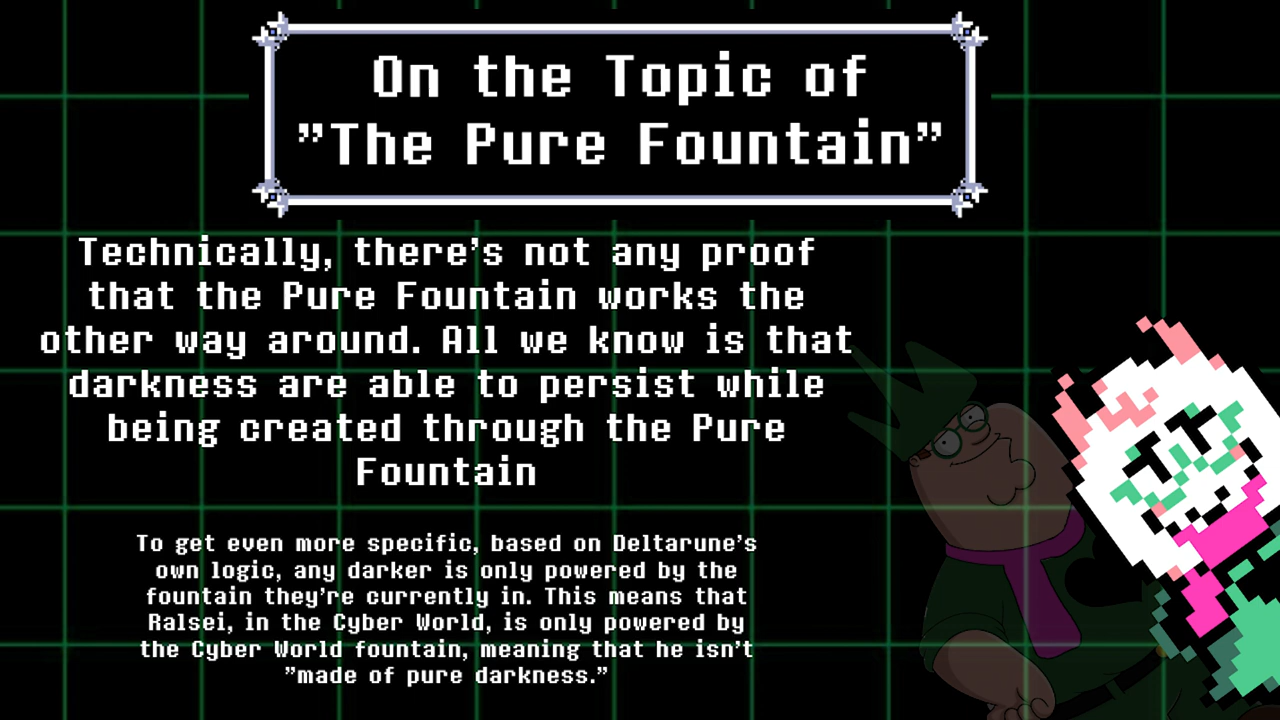 On the Topic of
"The Pure Fountain"
Technically, there's not any proof
that the Pure Fountain works the
other way around. All we know is that
darkness are able to persist while
being created through the Pure
Fountain
To get even more specific, based on Deltarune's
own logic, any darker is only powered by the
fountain they're currently in. This means that
Ralsei, in the Cyber World, is only powered by
the Cyber World fountain, meaning that he isn't
"made of pure darkness."